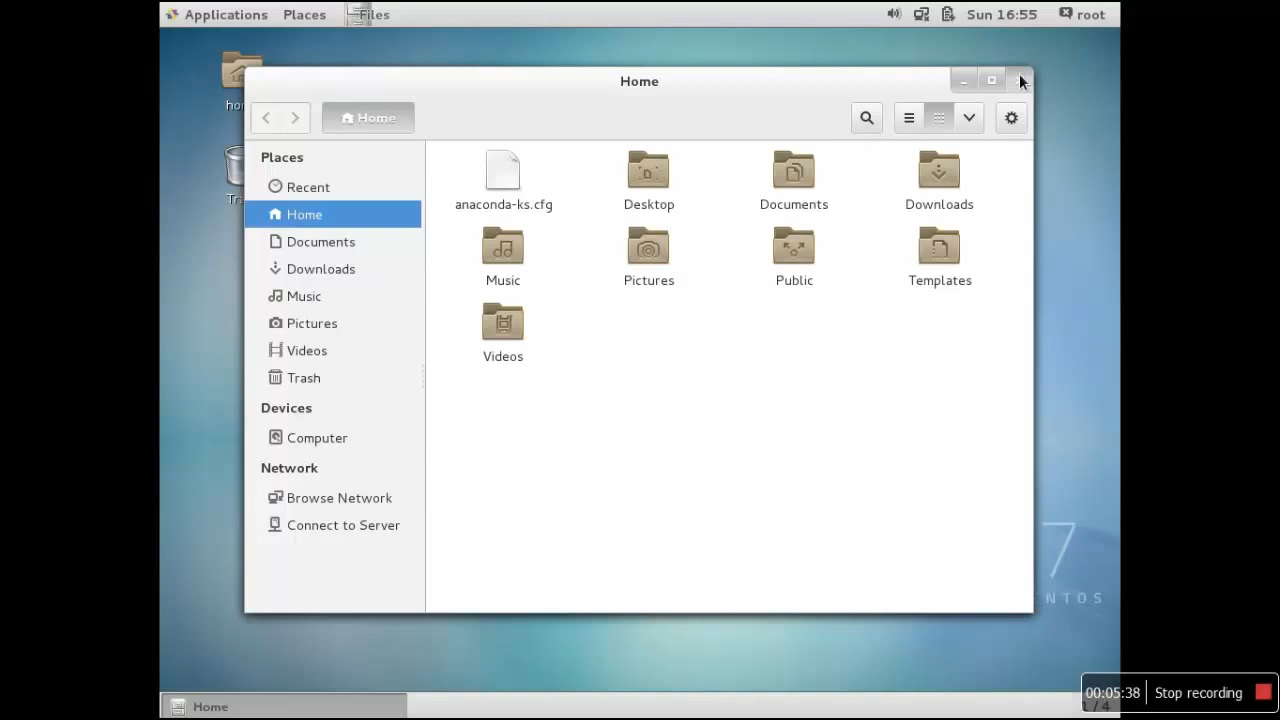 Applications Places Files Sun 16:55 root
Home
Home
Places
Recent
Home
Documents
Downloads
Music
Pictures
Videos
Trash
Devices
Computer
Network
Browse Network
Connect to Server
anaconda-ks.cfg Desktop Documents Downloads
Music Pictures Public Templates
Videos
7
Home
00:05:38 Stop recording
1 / 4